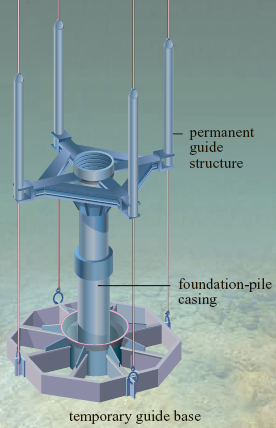 permanent
guide
structure
foundation-pile
casing
temporary guide base